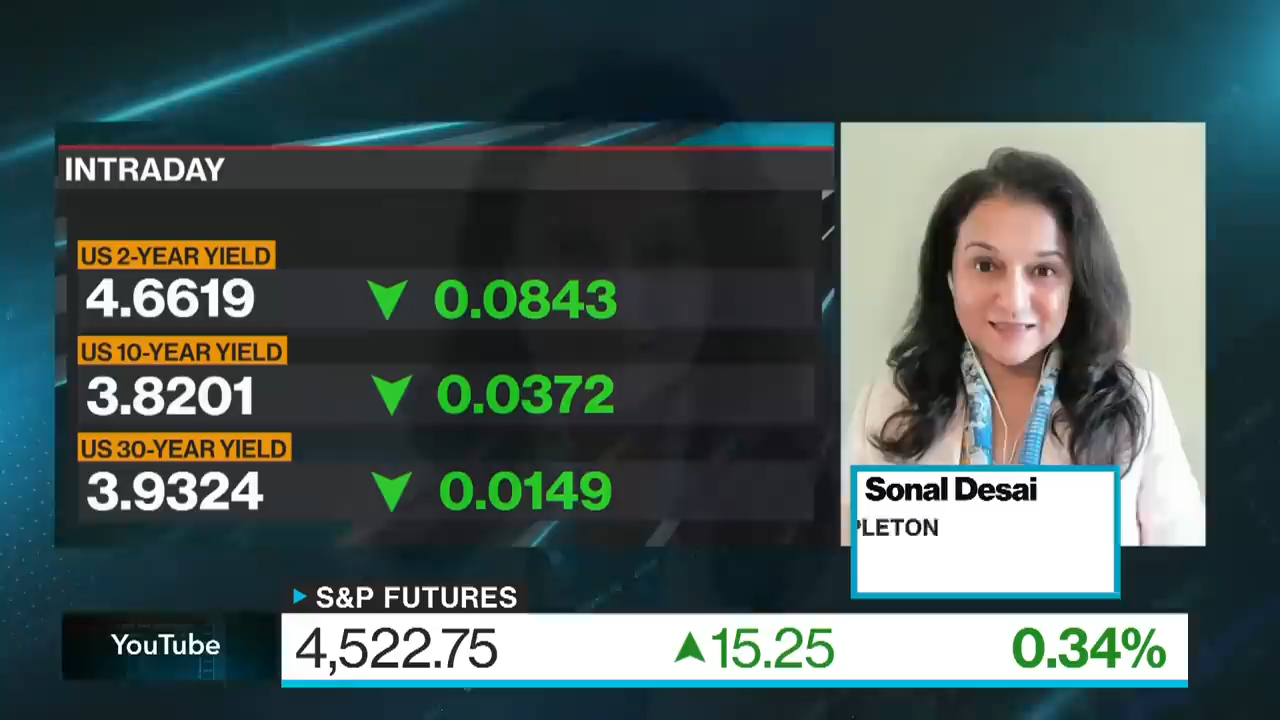 INTRADAY
US 2-YEAR YIELD
4.6619 ▼ 0.0843
US 10-YEAR YIELD
3.8201 ▼ 0.0372
US 30-YEAR YIELD
3.9324 ▼ 0.0149
Sonal Desai
PLETON
S&P FUTURES
YouTube
4,522.75 ▲15.25 0.34%